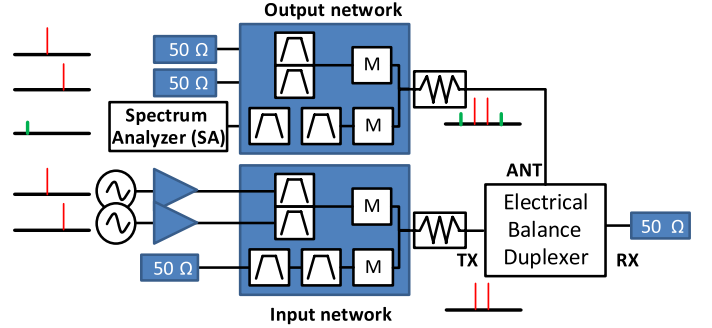 Output network
50 Ω
50 Ω
M
Spectrum
Analyzer (SA)
M
ANT
Electrical
Balance
Duplexer
50 Ω
TX
RX
M
50 Ω
M
Input network